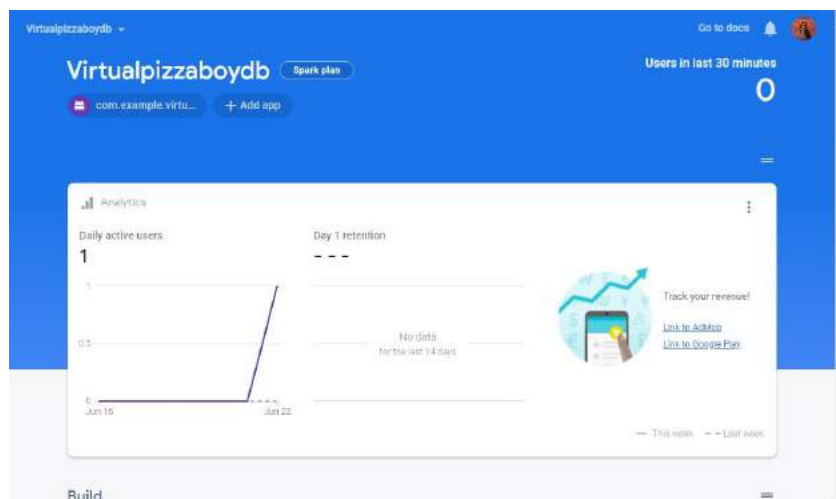 Virtualpizzaboydb
Go to docs
Virtualpizzaboydb
Spark plan
Users in last 30 minutes
0
com.example.virtu...
+ Add app
Analytics
Daily active users
1
Day 1 retention
- - -
1
0.5
0
Jun 16
Jun 22
No data
for the last 14 days
Track your revenue!
Link to AdMob
Link to Google Play
This week
Last week
Build